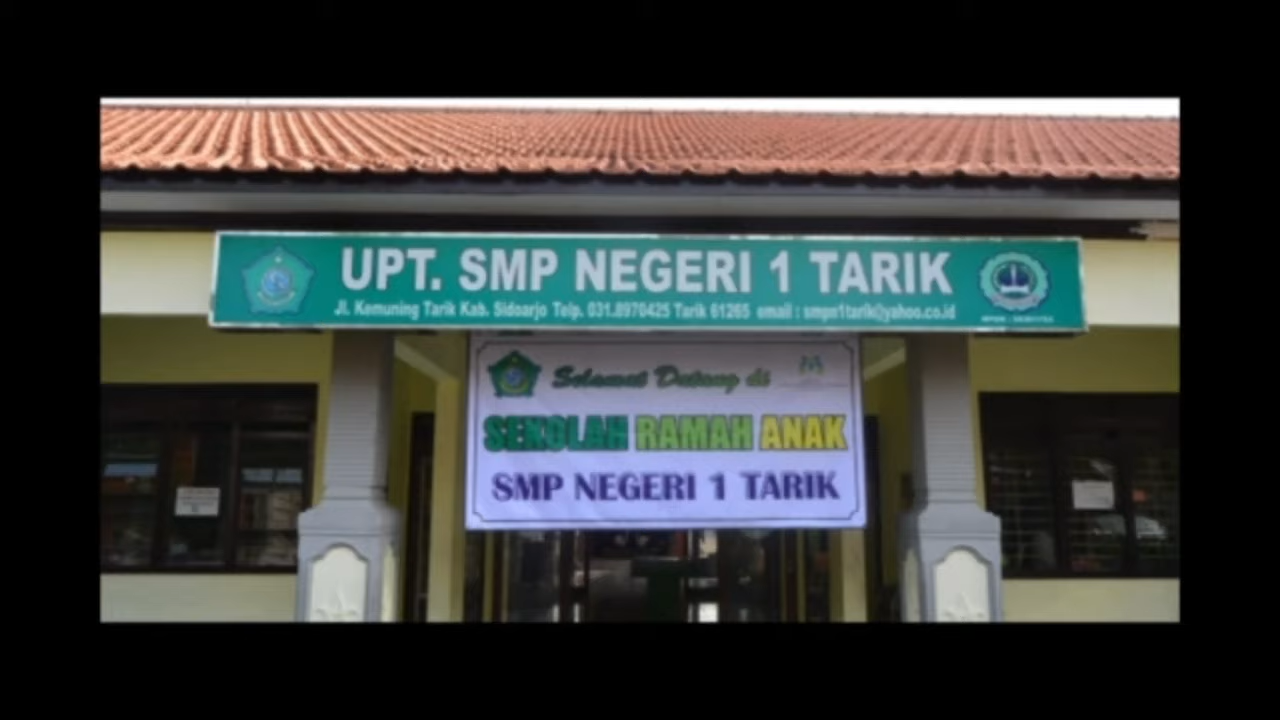 UPT. SMP NEGERI 1 TARIK
Jl. Kemuning Tarik Kab. Sidoarjo Telp. 031.8970425 Tarik 61265 email : smpn1tarik@yahoo.co.id
Selamat Datang di
SEKOLAH RAMAH ANAK
SMP NEGERI 1 TARIK